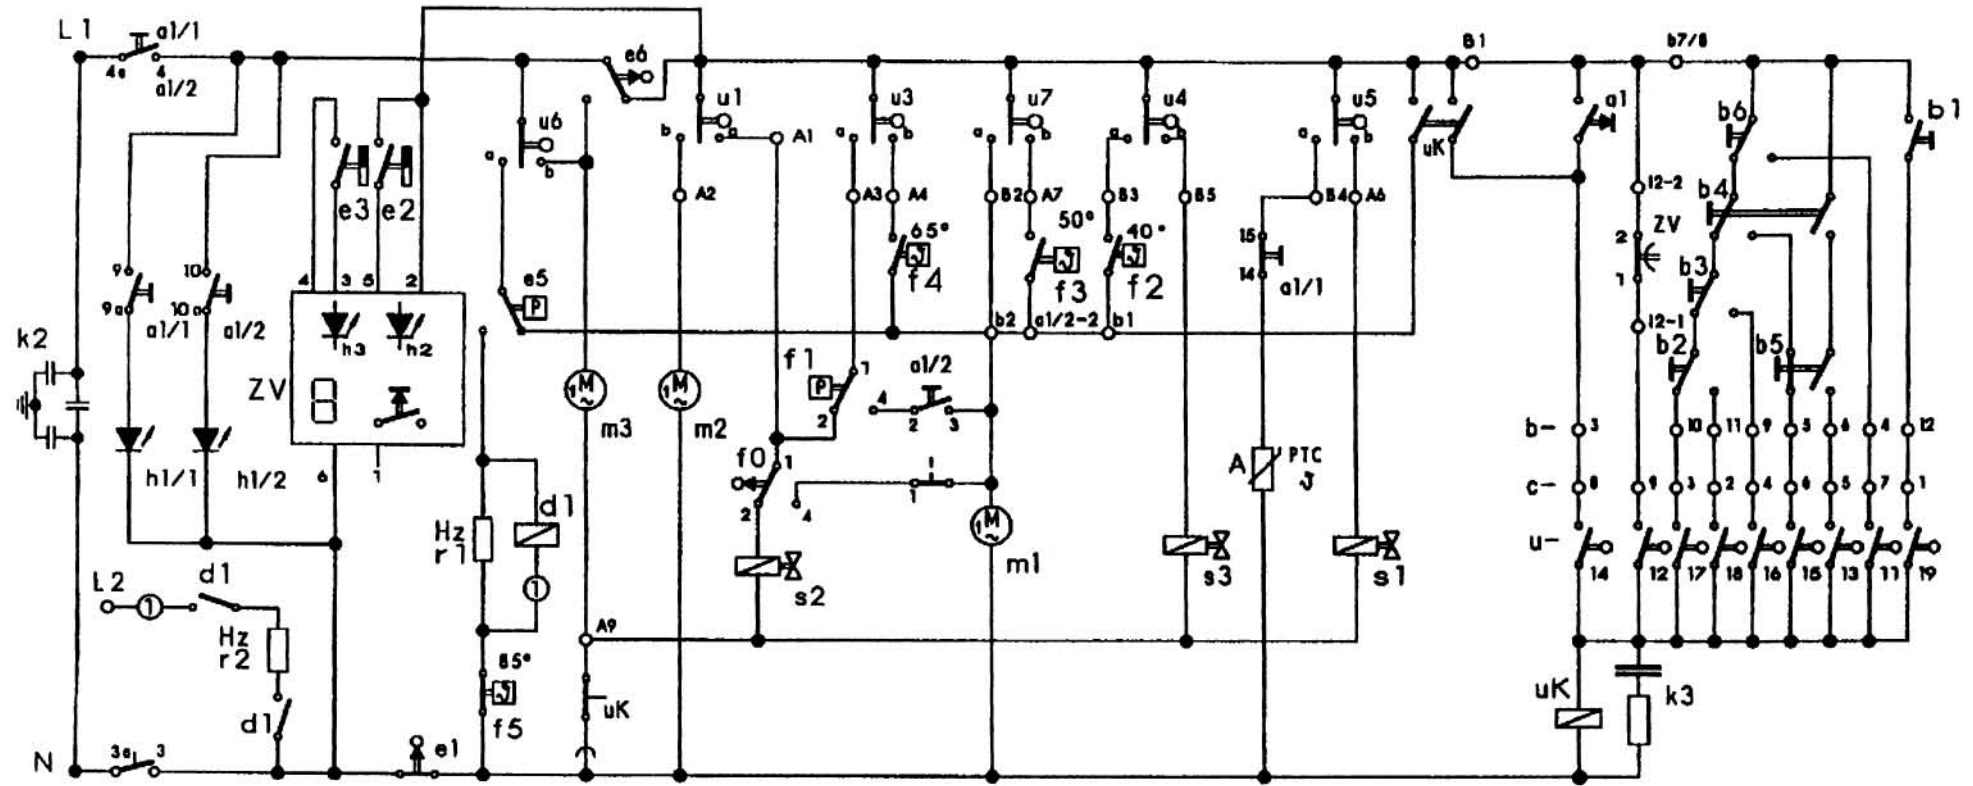 L1 a1/1 e6 B1 b7/8
4a 4 a1/2
u1 u3 u7 u4 u5 a1 b6 b1
u6 b a A1 a b b a b a b uK
a b
12-2 b4
A2 A3 A4 B2 A7 B3 B5 B4 A6
e3 e2 65° 50° 40° 15 2 ZV
9 10 4 3 5 2 e5 P ϑ ϑ ϑ 14 1 b3
f4 f3 f2 a1/1
9a 10a a1/1 a1/2
k2 h3 h2 b2 a1/2-2 b1 12-1
ZV f1 1 a1/2 b2 b5
1 M ~ 1 M ~ P 2 4 2 3
m3 m2
b- 3 10 11 9 5 6 4 12
h1/1 h1/2 6 1 f0 1 A PTC ϑ
2 4 1
c- 8 9 3 2 4 6 5 7 1
Hz r1 d1 1 M ~ m1
u- 14 12 17 18 16 15 13 11 19
s2 s3 s1
L2 1 d1 1
Hz r2 A9
85° ϑ f5
d1 uK uK k3
N 3a 3 e1